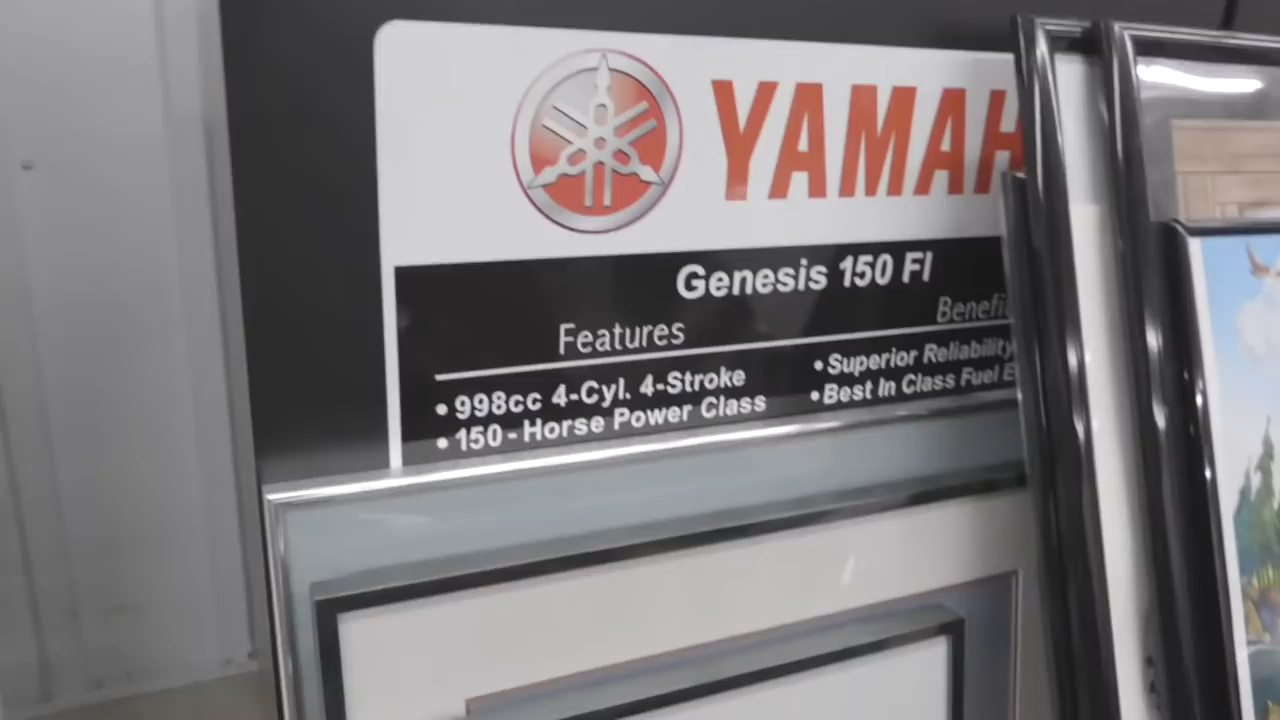 YAMAH
Genesis 150 FI
Features
Benefi
• 998cc 4-Cyl. 4-Stroke
• 150-Horse Power Class
• Superior Reliability
• Best In Class Fuel E